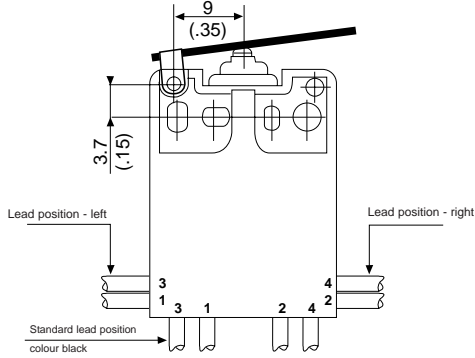 9
(.35)
3.7
(.15)
Lead position - left
Lead position - right
3
4
1
2
3 1 2 4
Standard lead position
colour black